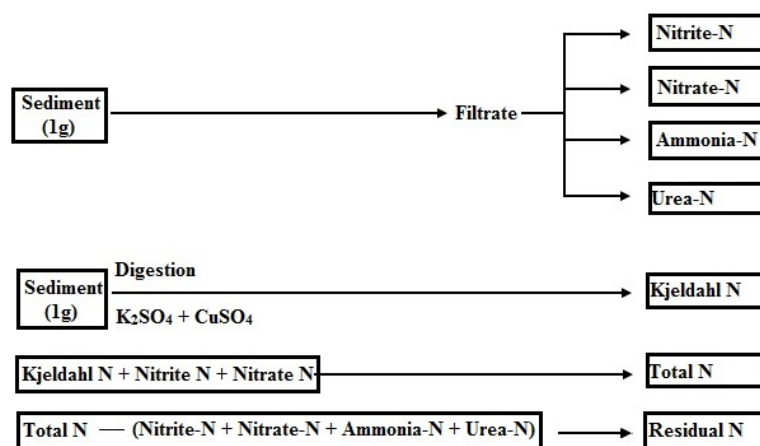 Nitrite-N
Nitrate-N
Sediment
(1g)
Filtrate
Ammonia-N
Urea-N
Digestion
Sediment
(1g)
K₂SO₄ + CuSO₄
Kjeldahl N
Kjeldahl N + Nitrite N + Nitrate N
Total N
Total N — (Nitrite-N + Nitrate-N + Ammonia-N + Urea-N)
Residual N